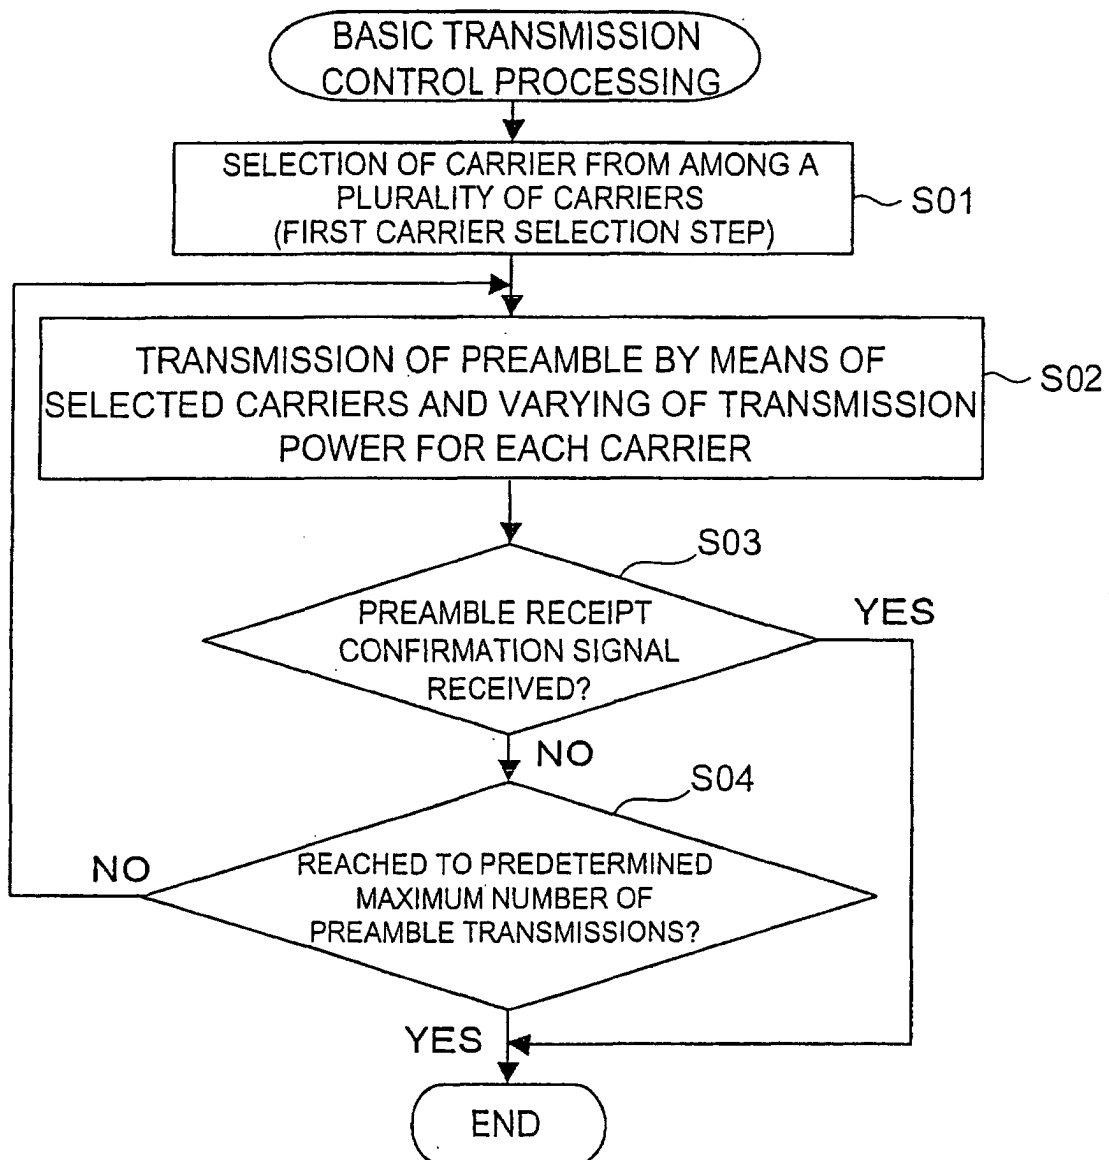 BASIC TRANSMISSION
CONTROL PROCESSING
SELECTION OF CARRIER FROM AMONG A
PLURALITY OF CARRIERS
(FIRST CARRIER SELECTION STEP)
S01
TRANSMISSION OF PREAMBLE BY MEANS OF
SELECTED CARRIERS AND VARYING OF TRANSMISSION
POWER FOR EACH CARRIER
S02
S03
PREAMBLE RECEIPT
CONFIRMATION SIGNAL
RECEIVED?
YES
NO
S04
REACHED TO PREDETERMINED
MAXIMUM NUMBER OF
PREAMBLE TRANSMISSIONS?
NO
YES
END